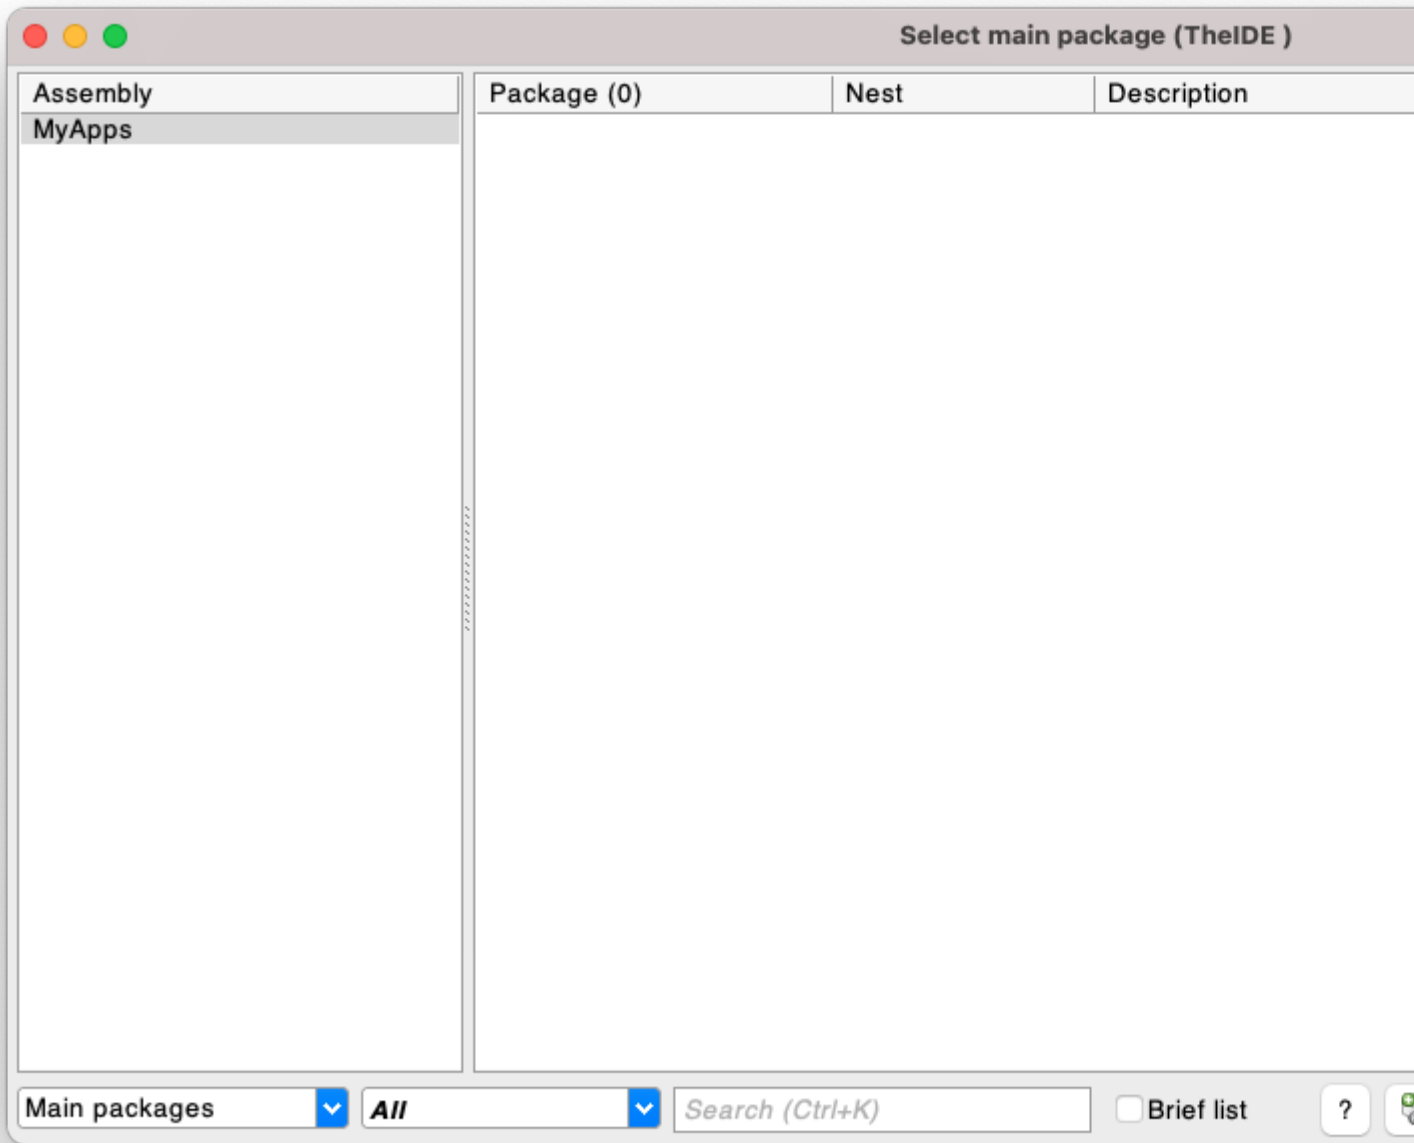 Select main package (TheIDE )
Assembly
Package (0) Nest Description
MyApps
Main packages All Search (Ctrl+K) Brief list ?